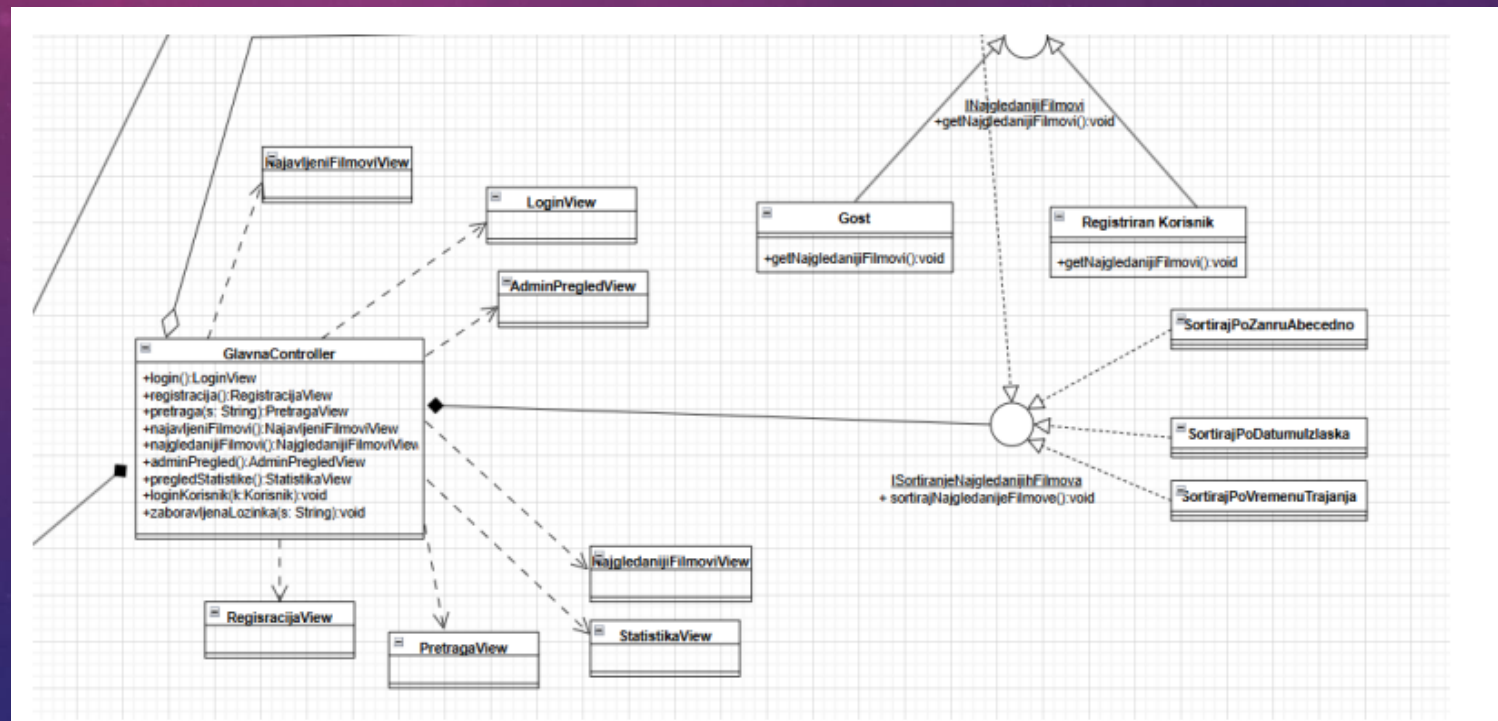 INajgledanijiFilmovi
+getNajgledanijiFilmovi():void
NajavljeniFilmoviView
LoginView
Gost
+getNajgledanijiFilmovi():void
Registriran Korisnik
+getNajgledanijiFilmovi():void
AdminPregledView
SortirajPoZanruAbecedno
GlavnaController
+login():LoginView
+registracija():RegistracijaView
+pretraga(s: String):PretragaView
+najavljeniFilmovi():NajavljeniFilmoviView
+najgledanijiFilmovi():NajgledanijiFilmoviView
+adminPregled():AdminPregledView
+pregledStatistike():StatistikaView
+loginKorisnik(k:Korisnik):void
+zaboravljenaLozinka(s: String):void
SortirajPoDatumuIzlaska
ISortiranjeNajgledanijihFilmova
+ sortirajNajgledanijeFilmove():void
SortirajPoVremenuTrajanja
NajgledanijiFilmoviView
RegisracijaView
StatistikaView
PretragaView